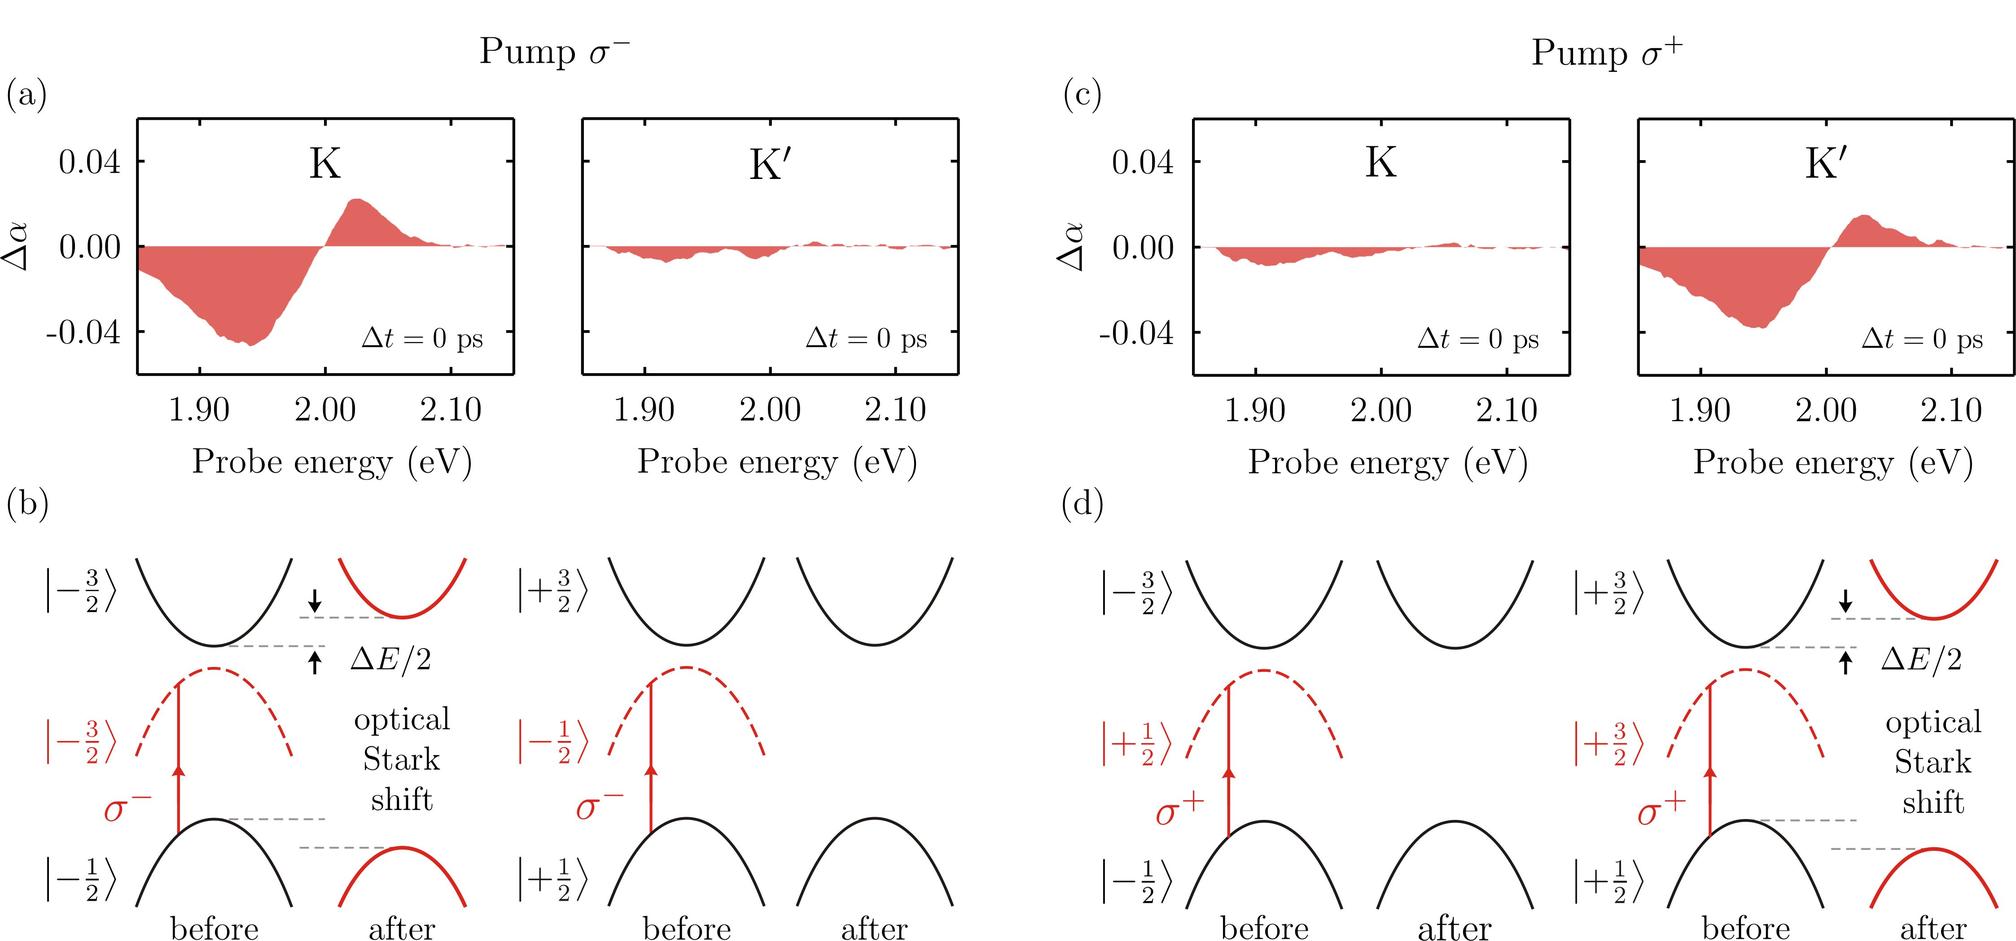 Pump σ⁻
Pump σ⁺
(a)
K
K′
Δα
0.04
0.00
-0.04
Δt = 0 ps
Δt = 0 ps
1.90 2.00 2.10
1.90 2.00 2.10
Probe energy (eV)
Probe energy (eV)
(c)
K
K′
Δα
0.04
0.00
-0.04
Δt = 0 ps
Δt = 0 ps
1.90 2.00 2.10
1.90 2.00 2.10
Probe energy (eV)
Probe energy (eV)
(b)
|−3/2⟩
ΔE/2
|−3/2⟩
optical
Stark
shift
σ⁻
|−1/2⟩
before after
|+3/2⟩
|−1/2⟩
σ⁻
|+1/2⟩
before after
(d)
|−3/2⟩
|+1/2⟩
σ⁺
|−1/2⟩
before after
|+3/2⟩
ΔE/2
|+3/2⟩
optical
Stark
shift
σ⁺
|+1/2⟩
before after